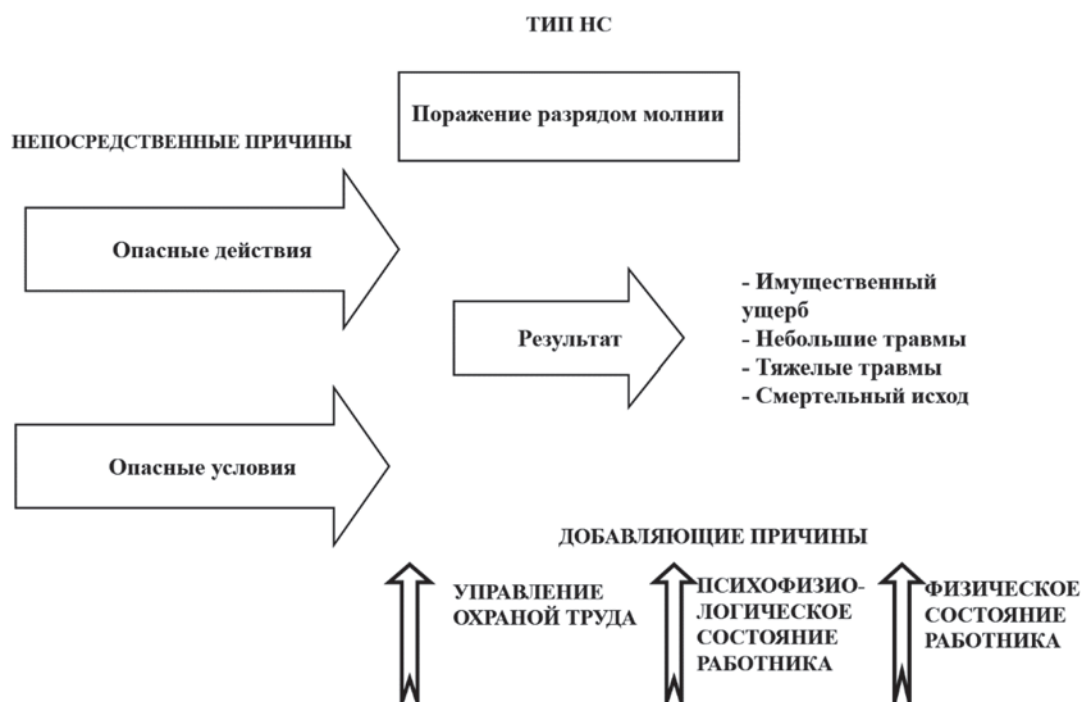 ТИП НС
Поражение разрядом молнии
НЕПОСРЕДСТВЕННЫЕ ПРИЧИНЫ
Опасные действия
Результат
- Имущественный
ущерб
- Небольшие травмы
- Тяжелые травмы
- Смертельный исход
Опасные условия
ДОБАВЛЯЮЩИЕ ПРИЧИНЫ
УПРАВЛЕНИЕ
ОХРАНОЙ ТРУДА
ПСИХОФИЗИО-
ЛОГИЧЕСКОЕ
СОСТОЯНИЕ
РАБОТНИКА
ФИЗИЧЕСКОЕ
СОСТОЯНИЕ
РАБОТНИКА